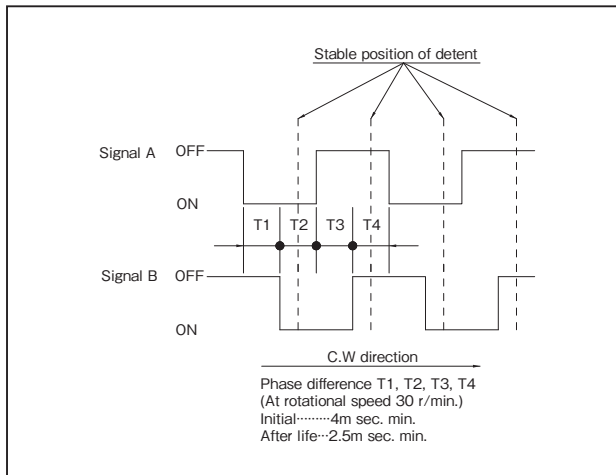 Stable position of detent
Signal A OFF
ON
T1 T2 T3 T4
Signal B OFF
ON
C.W direction
Phase difference T1, T2, T3, T4
(At rotational speed 30 r/min.)
Initial·········4m sec. min.
After life···2.5m sec. min.